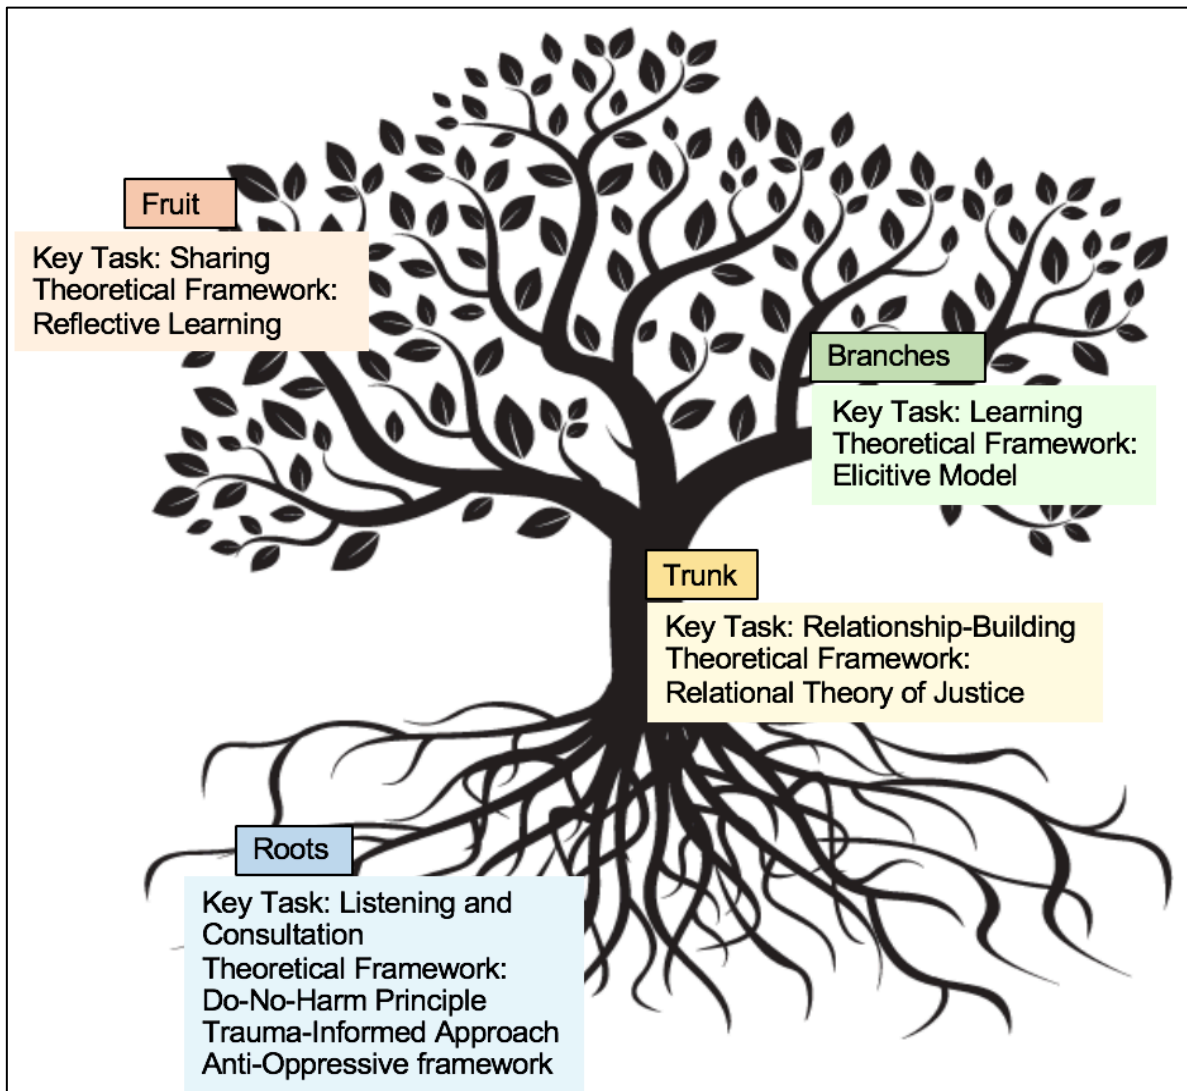 Fruit
Key Task: Sharing
Theoretical Framework:
Reflective Learning
Branches
Key Task: Learning
Theoretical Framework:
Elicitive Model
Trunk
Key Task: Relationship-Building
Theoretical Framework:
Relational Theory of Justice
Roots
Key Task: Listening and
Consultation
Theoretical Framework:
Do-No-Harm Principle
Trauma-Informed Approach
Anti-Oppressive framework